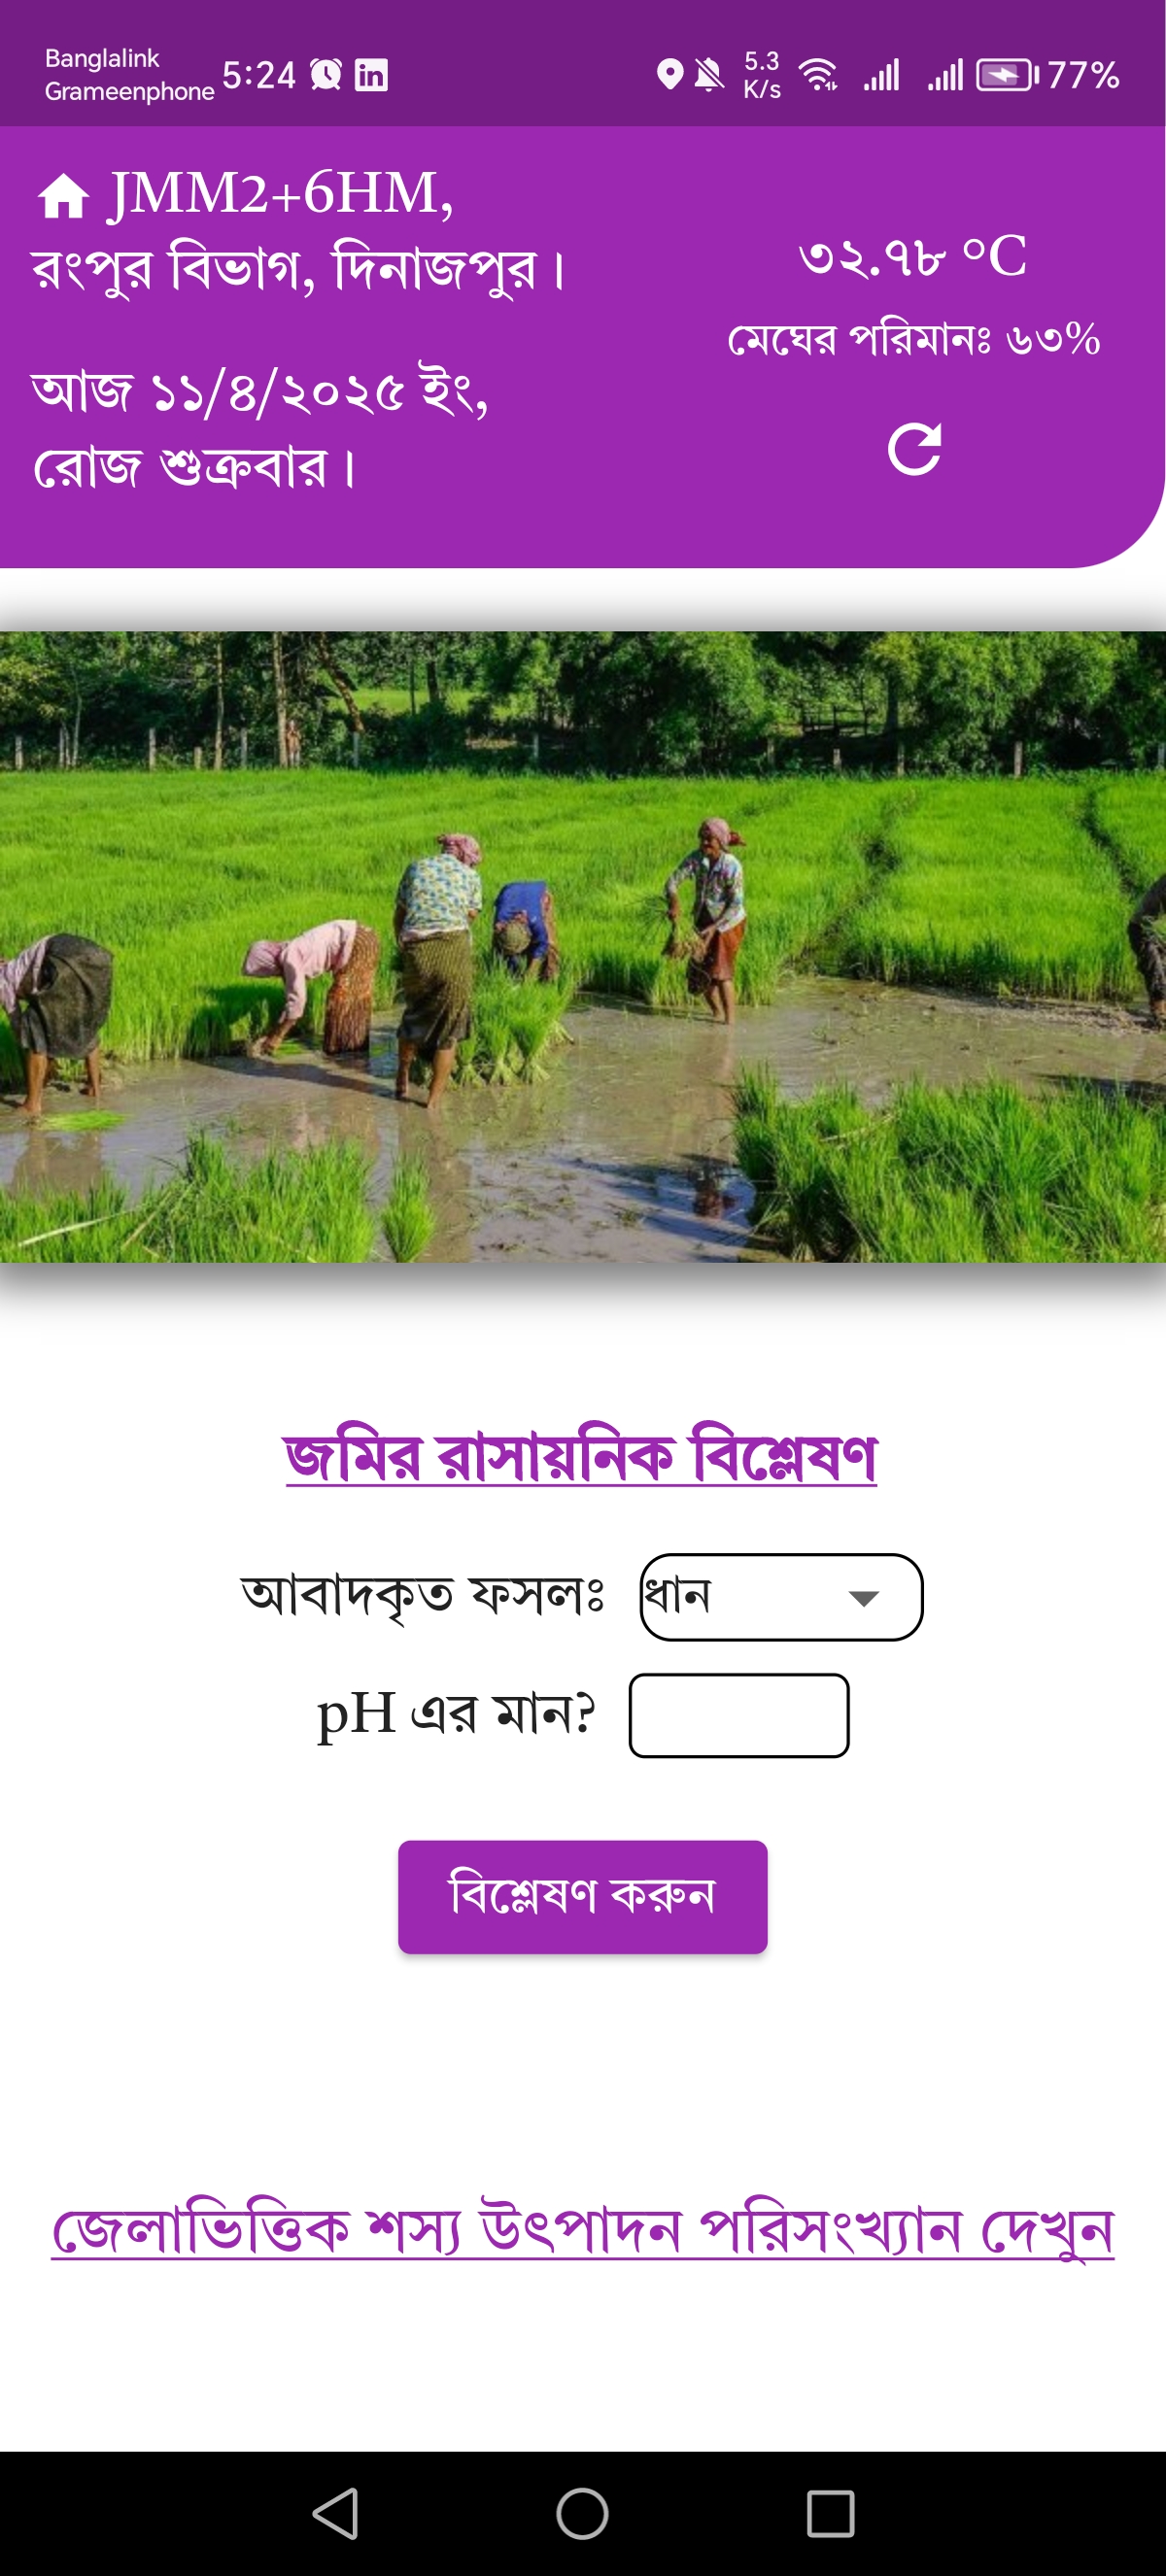 Banglalink
Grameenphone 5:24
5.3
K/s
77%
JMM2+6HM,
রংপুর বিভাগ, দিনাজপুর।
৩২.৭৮ °C
মেঘের পরিমানঃ ৬৩%
আজ ১১/৪/২০২৫ ইং,
রোজ শুক্রবার।
জমির রাসায়নিক বিশ্লেষণ
আবাদকৃত ফসলঃ ধান
pH এর মান?
বিশ্লেষণ করুন
জেলাভিত্তিক শস্য উৎপাদন পরিসংখ্যান দেখুন